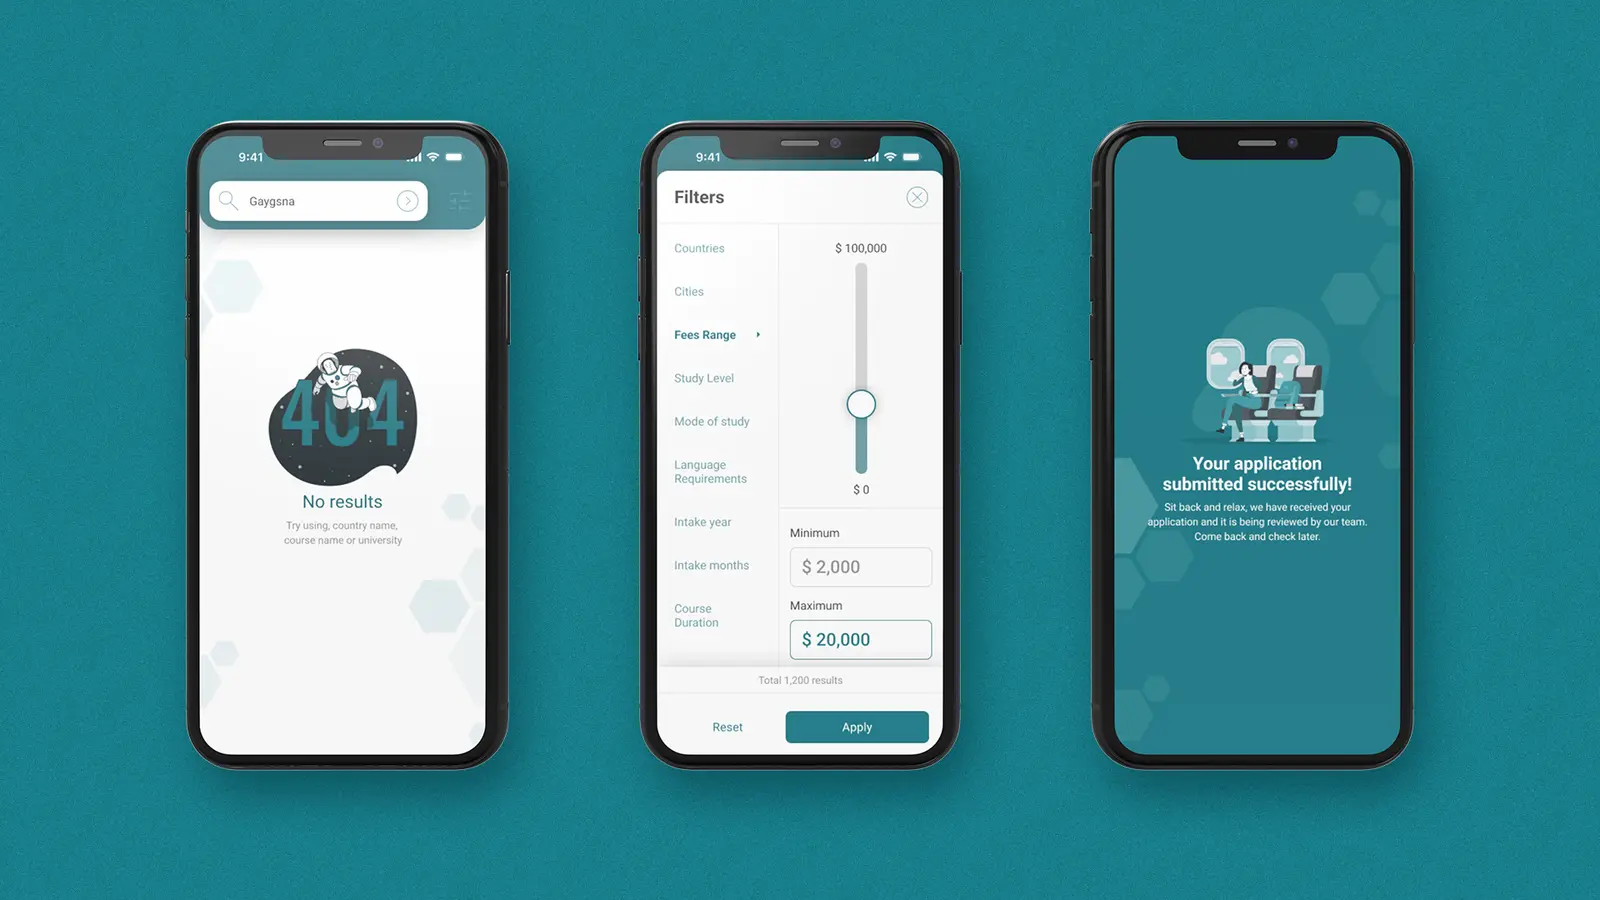 9:41
Gaygsna
404
No results
Try using, country name,
course name or university
9:41
Filters
Countries
Cities
Fees Range
Study Level
Mode of study
Language
Requirements
Intake year
Intake months
Course
Duration
$ 100,000
$ 0
Minimum
$ 2,000
Maximum
$ 20,000
Total 1,200 results
Reset
Apply
Your application
submitted successfully!
Sit back and relax, we have received your
application and it is being reviewed by our team.
Come back and check later.